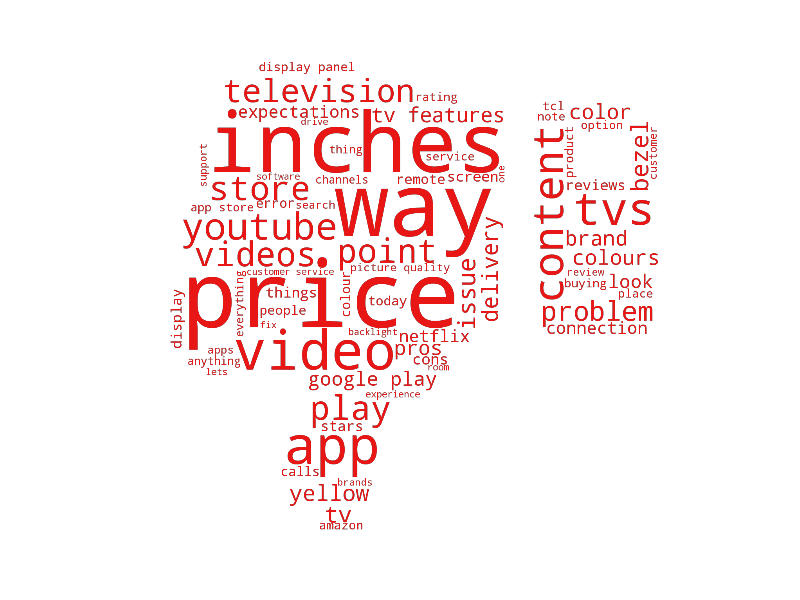 display panel
television
rating
expectations
tv features
drive
inches
thing
service
support
software
channels
remote
screen
one
store
way
app store
error
search
youtube
videos
point
delivery
issue
customer service
picture quality
everything
things
colour
today
price
people
display
fix
backlight
netflix
video
pros
apps
anything
cons
room
lets
google play
experience
play
stars
app
calls
brands
yellow
tv
amazon
tcl
note
color
option
content
product
bezel
customer
reviews
tvs
brand
colours
review
buying
look
place
problem
connection